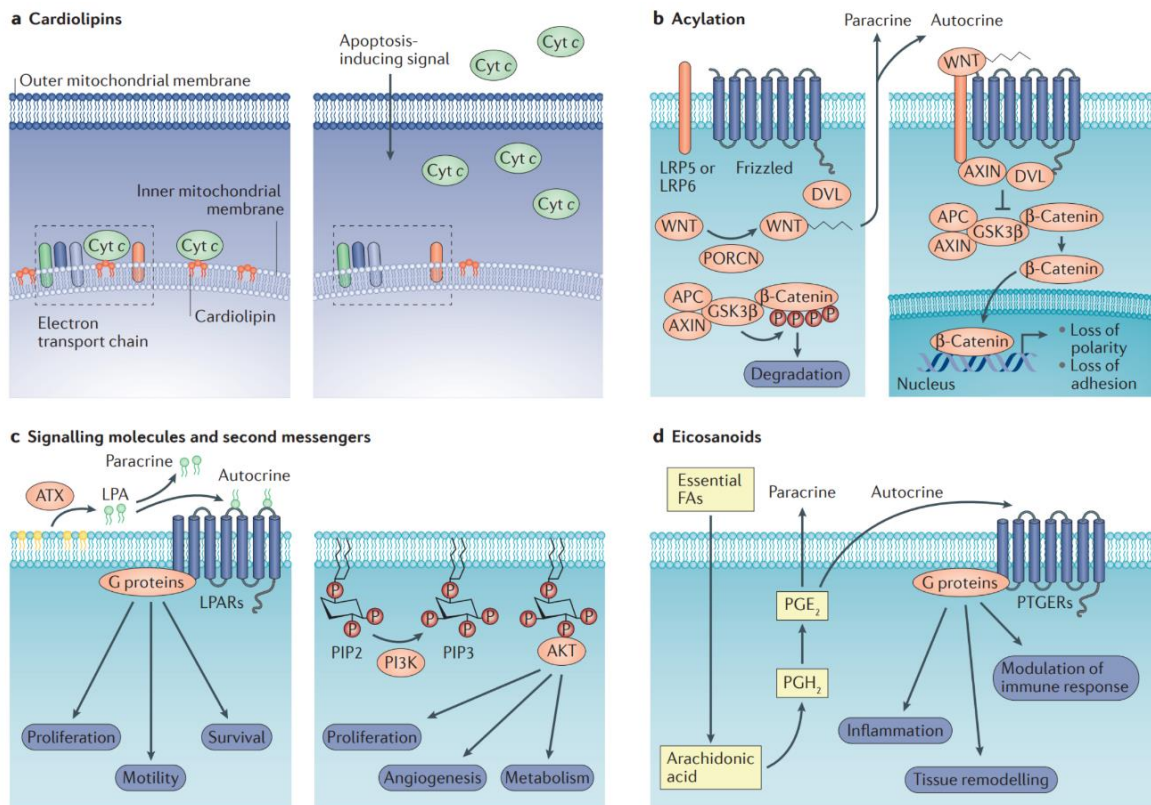 a Cardiolipins
Outer mitochondrial membrane
Apoptosis-
inducing signal
Cyt c
Cyt c
Cyt c
Cyt c
Cyt c
Cyt c
Inner mitochondrial
membrane
Cyt c
Cyt c
Cardiolipin
Electron
transport chain
b Acylation
Paracrine
Autocrine
LRP5 or
LRP6
Frizzled
DVL
WNT
WNT
PORCN
APC
AXIN
GSK3β
β-Catenin
P P P P
Degradation
WNT
AXIN
DVL
APC
AXIN
GSK3β
β-Catenin
β-Catenin
β-Catenin
Nucleus
• Loss of
polarity
• Loss of
adhesion
c Signalling molecules and second messengers
Paracrine
Autocrine
ATX
LPA
G proteins
LPARs
Proliferation
Survival
Motility
P
P
P
PIP2
PI3K
P
P
P
P
PIP3
P
P
P
P
AKT
Proliferation
Angiogenesis
Metabolism
d Eicosanoids
Essential
FAs
Paracrine
Autocrine
PGE2
PGH2
Arachidonic
acid
G proteins
PTGERs
Modulation of
immune response
Inflammation
Tissue remodelling